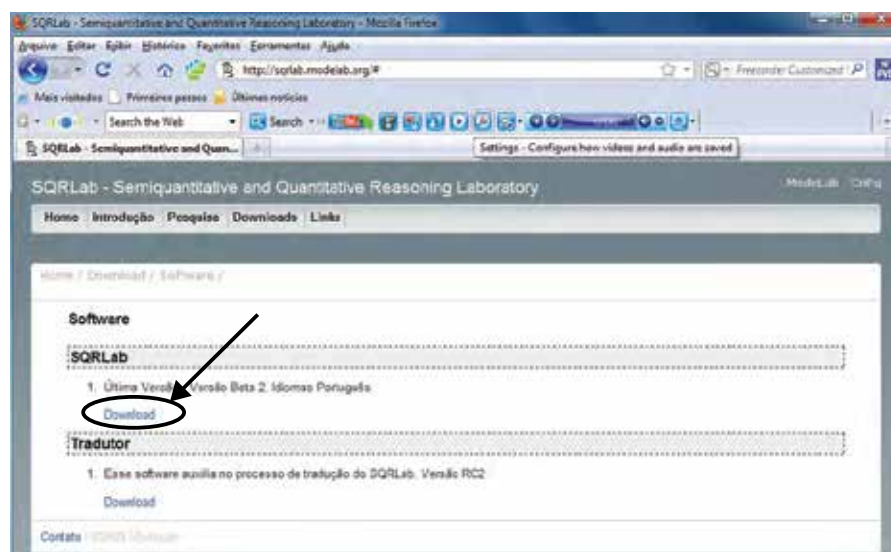 SQRLab - Semiquantitative and Quantitative Reasoning Laboratory - Mozilla Firefox
Arquivo Editar Exibir Histórico Favoritos Ferramentas Ajuda
http://sqrlab.modelab.org/# Freecorder Customized
Mais visitados Primeiros passos Últimas notícias
Search the Web Search
SQRLab - Semiquantitative and Quan... Settings - Configure how videos and audio are saved
SQRLab - Semiquantitative and Quantitative Reasoning Laboratory ModeLab
Home Introdução Pesquisa Downloads Links
Home / Download / Software /
Software
SQRLab
1. Última Versão Beta 2. Idiomas Português
Download
Tradutor
1. Esse software auxilia no processo de tradução do SQRLab. Versão RC2
Download
Contato